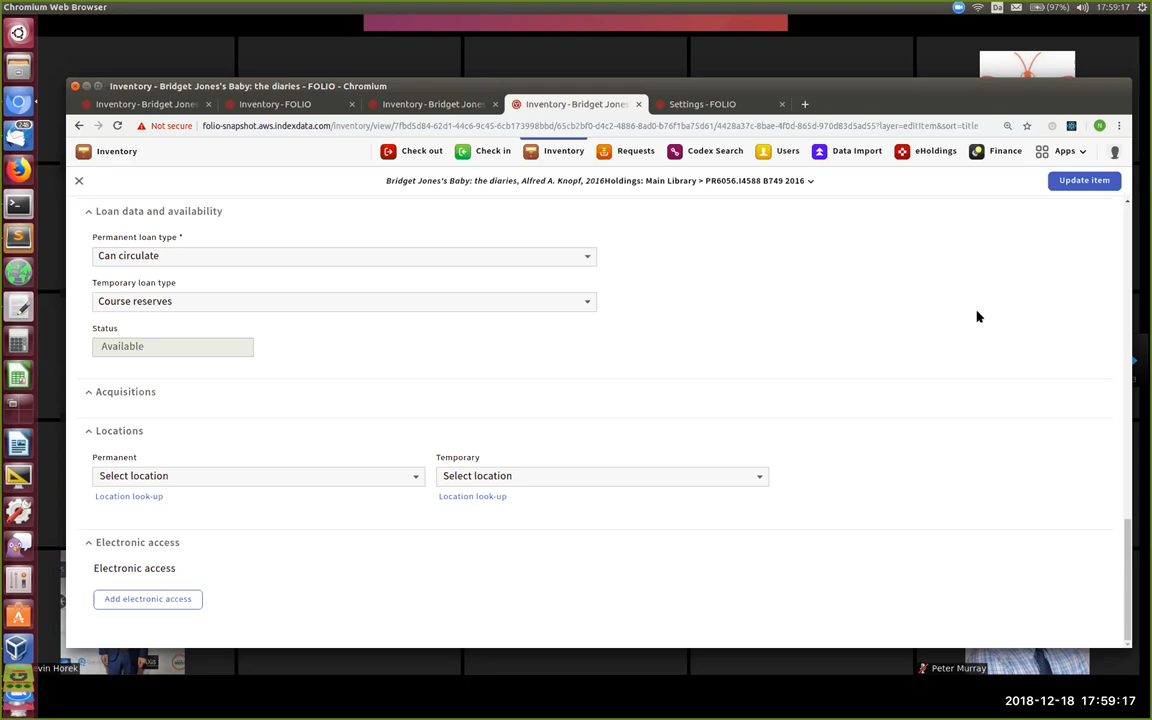 Chromium Web Browser
Da
(97%)
17:59:17
Inventory - Bridget Jones's Baby: the diaries - FOLIO - Chromium
Inventory - Bridget Jones
Inventory - FOLIO
Inventory - Bridget Jones
Inventory - Bridget Jones
Settings - FOLIO
Not secure
folio-snapshot.aws.indexdata.com/inventory/view/7fbd5d84-62d1-44c6-9c45-6cb173998bbd/65cb2bf0-d4c2-4886-8ad0-b76f1ba75d61/4428a37c-8bae-4f0d-865d-970d83d5ad55?layer=editItem&sort=title
N
Inventory
Check out
Check in
Inventory
Requests
Codex Search
Users
Data Import
eHoldings
Finance
Apps
Bridget Jones's Baby: the diaries, Alfred A. Knopf, 2016Holdings: Main Library > PR6056.I4588 B749 2016
Update item
Loan data and availability
Permanent loan type *
Can circulate
Temporary loan type
Course reserves
Status
Available
Acquisitions
Locations
Permanent
Temporary
Select location
Select location
Location look-up
Location look-up
Electronic access
Electronic access
Add electronic access
evin Horek
Peter Murray
2018-12-18 17:59:17